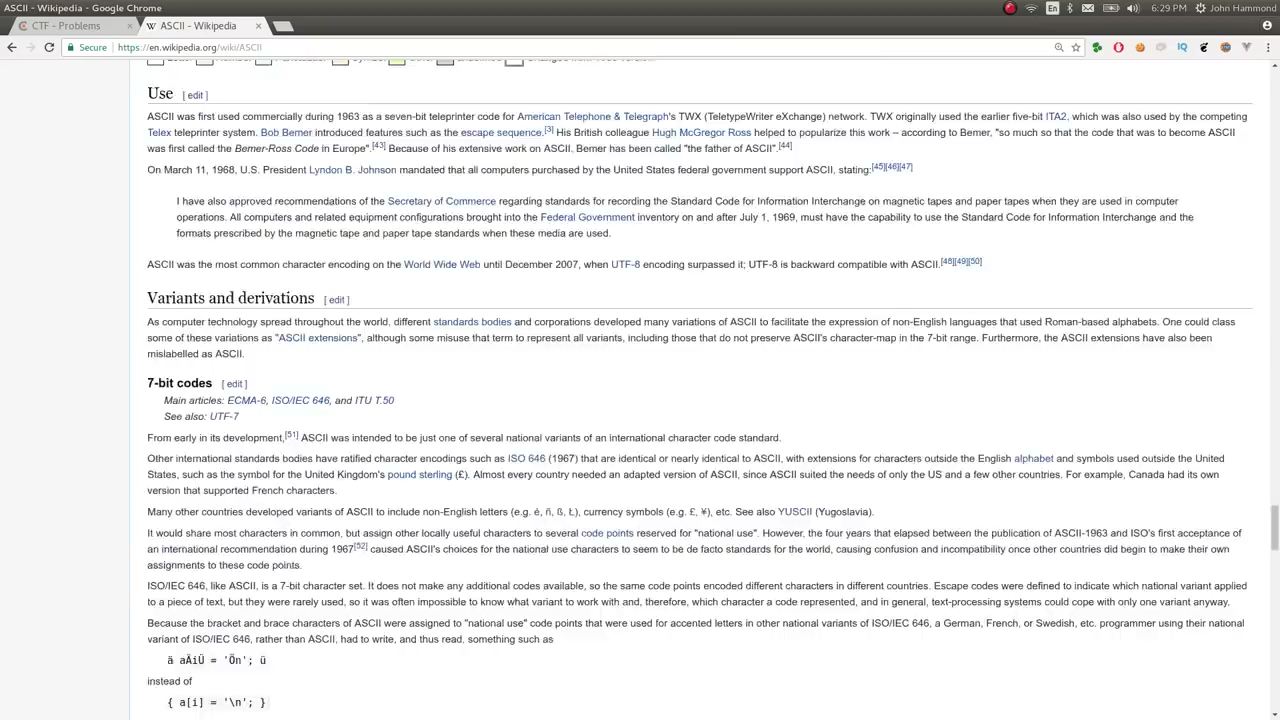 ASCII - Wikipedia - Google Chrome
En
6:29 PM
John Hammond
CTF - Problems
ASCII - Wikipedia
Secure
https://en.wikipedia.org/wiki/ASCII
Use [ edit ]
ASCII was first used commercially during 1963 as a seven-bit teleprinter code for American Telephone & Telegraph's TWX (TeletypeWriter eXchange) network. TWX originally used the earlier five-bit ITA2, which was also used by the competing
Telex teleprinter system. Bob Bemer introduced features such as the escape sequence.[3] His British colleague Hugh McGregor Ross helped to popularize this work – according to Bemer, "so much so that the code that was to become ASCII
was first called the Bemer-Ross Code in Europe".[43] Because of his extensive work on ASCII, Bemer has been called "the father of ASCII".[44]
On March 11, 1968, U.S. President Lyndon B. Johnson mandated that all computers purchased by the United States federal government support ASCII, stating:[45][46][47]
I have also approved recommendations of the Secretary of Commerce regarding standards for recording the Standard Code for Information Interchange on magnetic tapes and paper tapes when they are used in computer
operations. All computers and related equipment configurations brought into the Federal Government inventory on and after July 1, 1969, must have the capability to use the Standard Code for Information Interchange and the
formats prescribed by the magnetic tape and paper tape standards when these media are used.
ASCII was the most common character encoding on the World Wide Web until December 2007, when UTF-8 encoding surpassed it; UTF-8 is backward compatible with ASCII.[48][49][50]
Variants and derivations [ edit ]
As computer technology spread throughout the world, different standards bodies and corporations developed many variations of ASCII to facilitate the expression of non-English languages that used Roman-based alphabets. One could class
some of these variations as "ASCII extensions", although some misuse that term to represent all variants, including those that do not preserve ASCII's character-map in the 7-bit range. Furthermore, the ASCII extensions have also been
mislabelled as ASCII.
7-bit codes [ edit ]
Main articles: ECMA-6, ISO/IEC 646, and ITU T.50
See also: UTF-7
From early in its development,[51] ASCII was intended to be just one of several national variants of an international character code standard.
Other international standards bodies have ratified character encodings such as ISO 646 (1967) that are identical or nearly identical to ASCII, with extensions for characters outside the English alphabet and symbols used outside the United
States, such as the symbol for the United Kingdom's pound sterling (£). Almost every country needed an adapted version of ASCII, since ASCII suited the needs of only the US and a few other countries. For example, Canada had its own
version that supported French characters.
Many other countries developed variants of ASCII to include non-English letters (e.g. é, ñ, ß, Ł), currency symbols (e.g. £, ¥), etc. See also YUSCII (Yugoslavia).
It would share most characters in common, but assign other locally useful characters to several code points reserved for "national use". However, the four years that elapsed between the publication of ASCII-1963 and ISO's first acceptance of
an international recommendation during 1967[52] caused ASCII's choices for the national use characters to seem to be de facto standards for the world, causing confusion and incompatibility once other countries did begin to make their own
assignments to these code points.
ISO/IEC 646, like ASCII, is a 7-bit character set. It does not make any additional codes available, so the same code points encoded different characters in different countries. Escape codes were defined to indicate which national variant applied
to a piece of text, but they were rarely used, so it was often impossible to know what variant to work with and, therefore, which character a code represented, and in general, text-processing systems could cope with only one variant anyway.
Because the bracket and brace characters of ASCII were assigned to "national use" code points that were used for accented letters in other national variants of ISO/IEC 646, a German, French, or Swedish, etc. programmer using their national
variant of ISO/IEC 646, rather than ASCII, had to write, and thus read, something such as
ä aÄiÜ = 'Ön'; ü
instead of
{ a[i] = '\n'; }